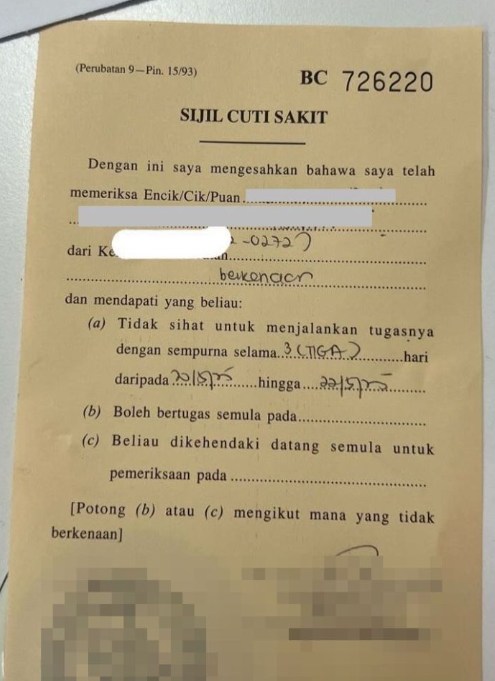 (Perubatan 9—Pin. 15/93)
BC 726220
SIJIL CUTI SAKIT
Dengan ini saya mengesahkan bahawa saya telah
memeriksa Encik/Cik/Puan
-0272
dari Ke
berkenaan
dan mendapati yang beliau:
(a) Tidak sihat untuk menjalankan tugasnya
dengan sempurna selama 3 (TIGA) hari
daripada hingga
(b) Boleh bertugas semula pada
(c) Beliau dikehendaki datang semula untuk
pemeriksaan pada
[Potong (b) atau (c) mengikut mana yang tidak
berkenaan]